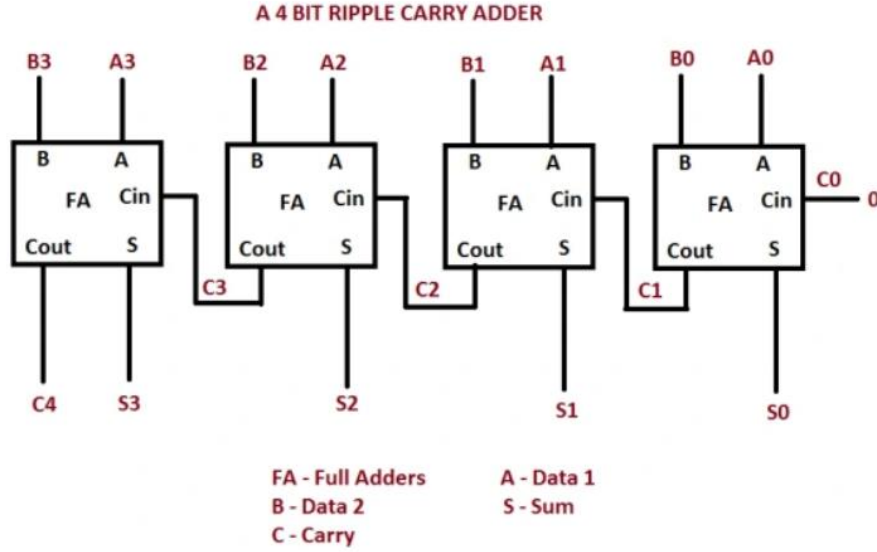 A 4 BIT RIPPLE CARRY ADDER
B3 A3 B2 A2 B1 A1 B0 A0
B A B A B A B A
FA Cin FA Cin FA Cin FA Cin C0 0
Cout S Cout S Cout S Cout S
C3 C2 C1
C4 S3 S2 S1 S0
FA - Full Adders A - Data 1
B - Data 2 S - Sum
C - Carry